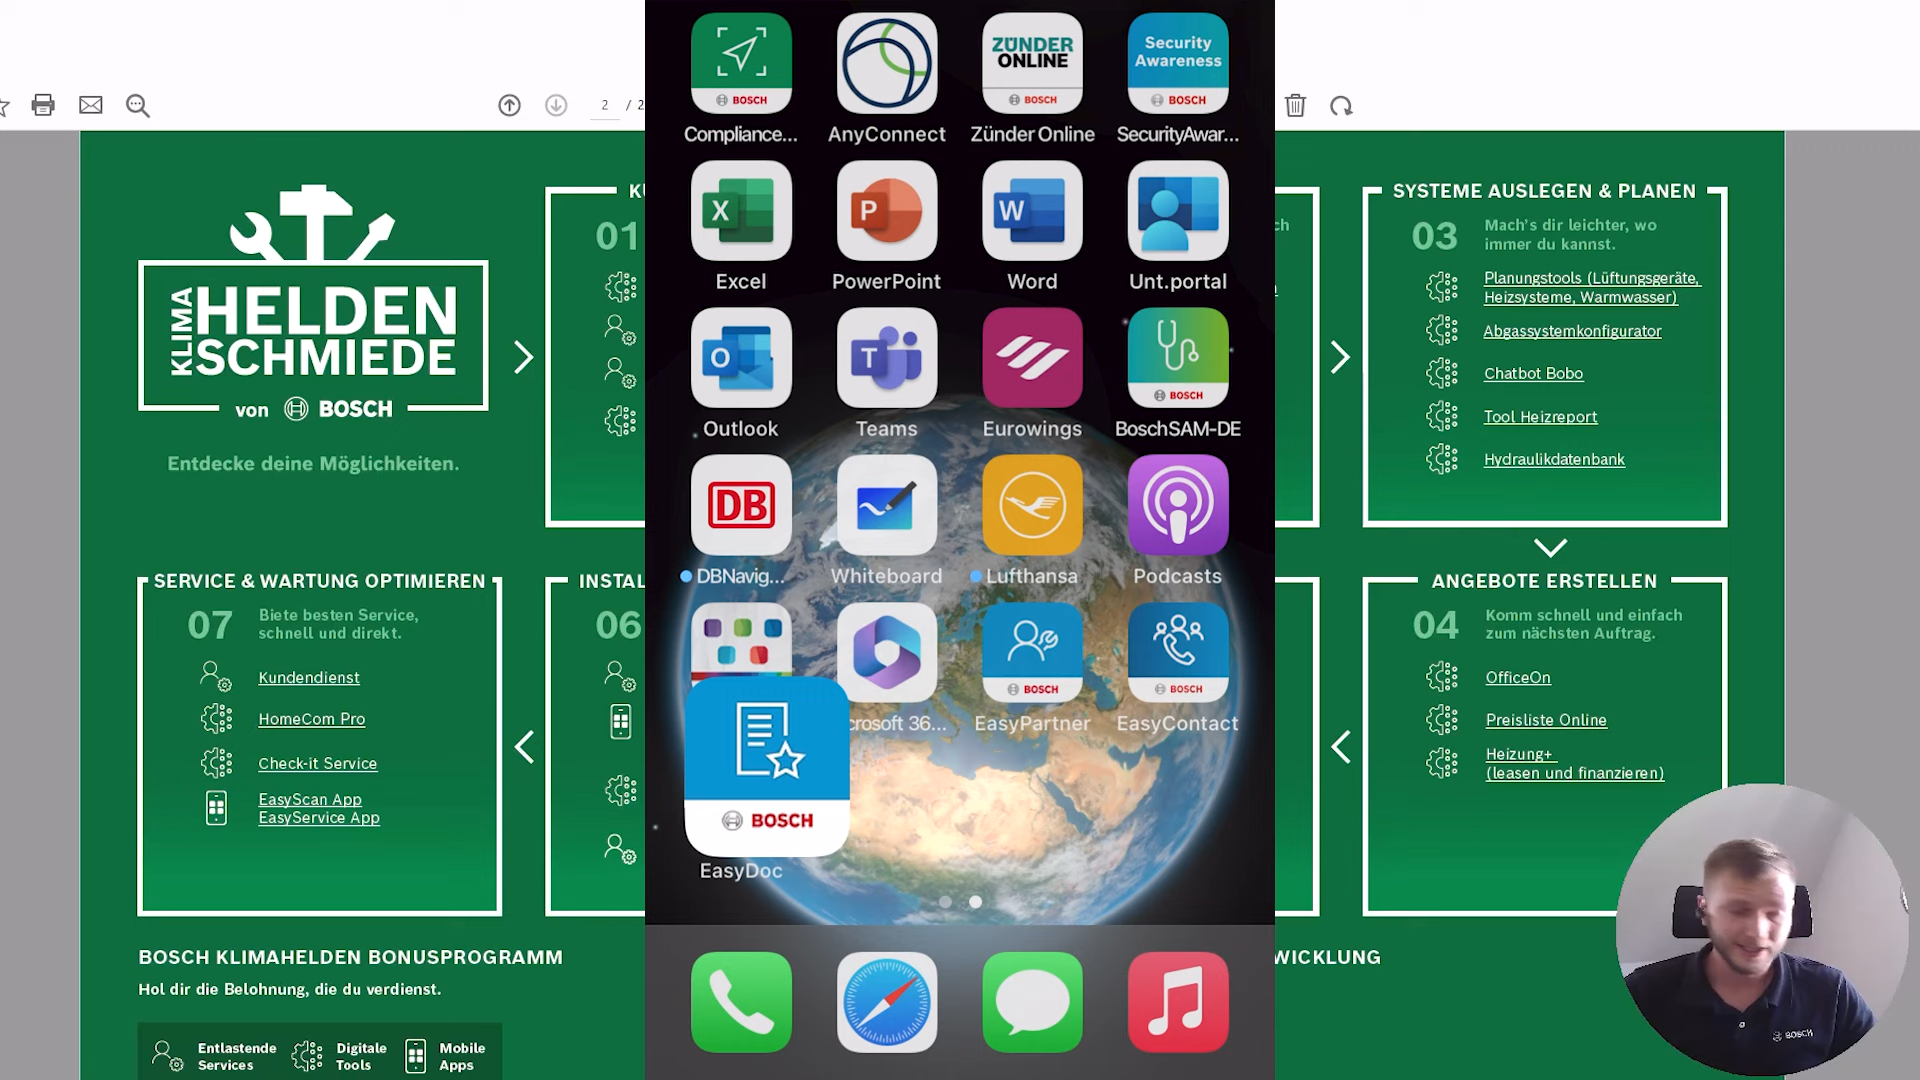 2 / 2
KLIMA
HELDEN
SCHMIEDE
von BOSCH
Entdecke deine Möglichkeiten.
01
SYSTEME AUSLEGEN & PLANEN
03
Mach's dir leichter, wo
immer du kannst.
Planungstools (Lüftungsgeräte,
Heizsysteme, Warmwasser)
Abgassystemkonfigurator
Chatbot Bobo
Tool Heizreport
Hydraulikdatenbank
SERVICE & WARTUNG OPTIMIEREN
07
Biete besten Service,
schnell und direkt.
Kundendienst
HomeCom Pro
Check-it Service
EasyScan App
EasyService App
INSTAL
06
ANGEBOTE ERSTELLEN
04
Komm schnell und einfach
zum nächsten Auftrag.
OfficeOn
Preisliste Online
Heizung+
(leasen und finanzieren)
BOSCH KLIMAHELDEN BONUSPROGRAMM
Hol dir die Belohnung, die du verdienst.
WICKLUNG
Entlastende
Services
Digitale
Tools
Mobile
Apps
BOSCH
ZÜNDER
ONLINE
BOSCH
Security
Awareness
BOSCH
Compliance... AnyConnect Zünder Online SecurityAwar...
X P W
Excel PowerPoint Word Unt.portal
O T
BOSCH
Outlook Teams Eurowings BoschSAM-DE
DB
DBNavig... Whiteboard Lufthansa Podcasts
BOSCH BOSCH
crosoft 36... EasyPartner EasyContact
BOSCH
EasyDoc
BOSCH